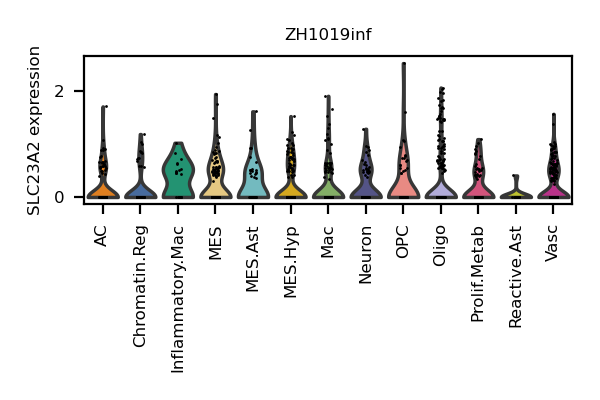 ZH1019inf
SLC23A2 expression
2
0
AC
Chromatin.Reg
Inflammatory.Mac
MES
MES.Ast
MES.Hyp
Mac
Neuron
OPC
Oligo
Prolif.Metab
Reactive.Ast
Vasc